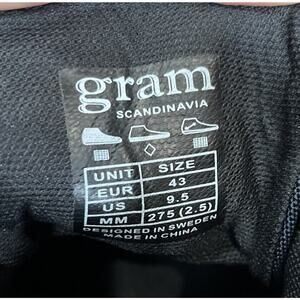 gram
SCANDINAVIA
UNIT SIZE
EUR 43
US 9.5
MM 275 (2.5)
DESIGNED IN SWEDEN
MADE IN CHINA